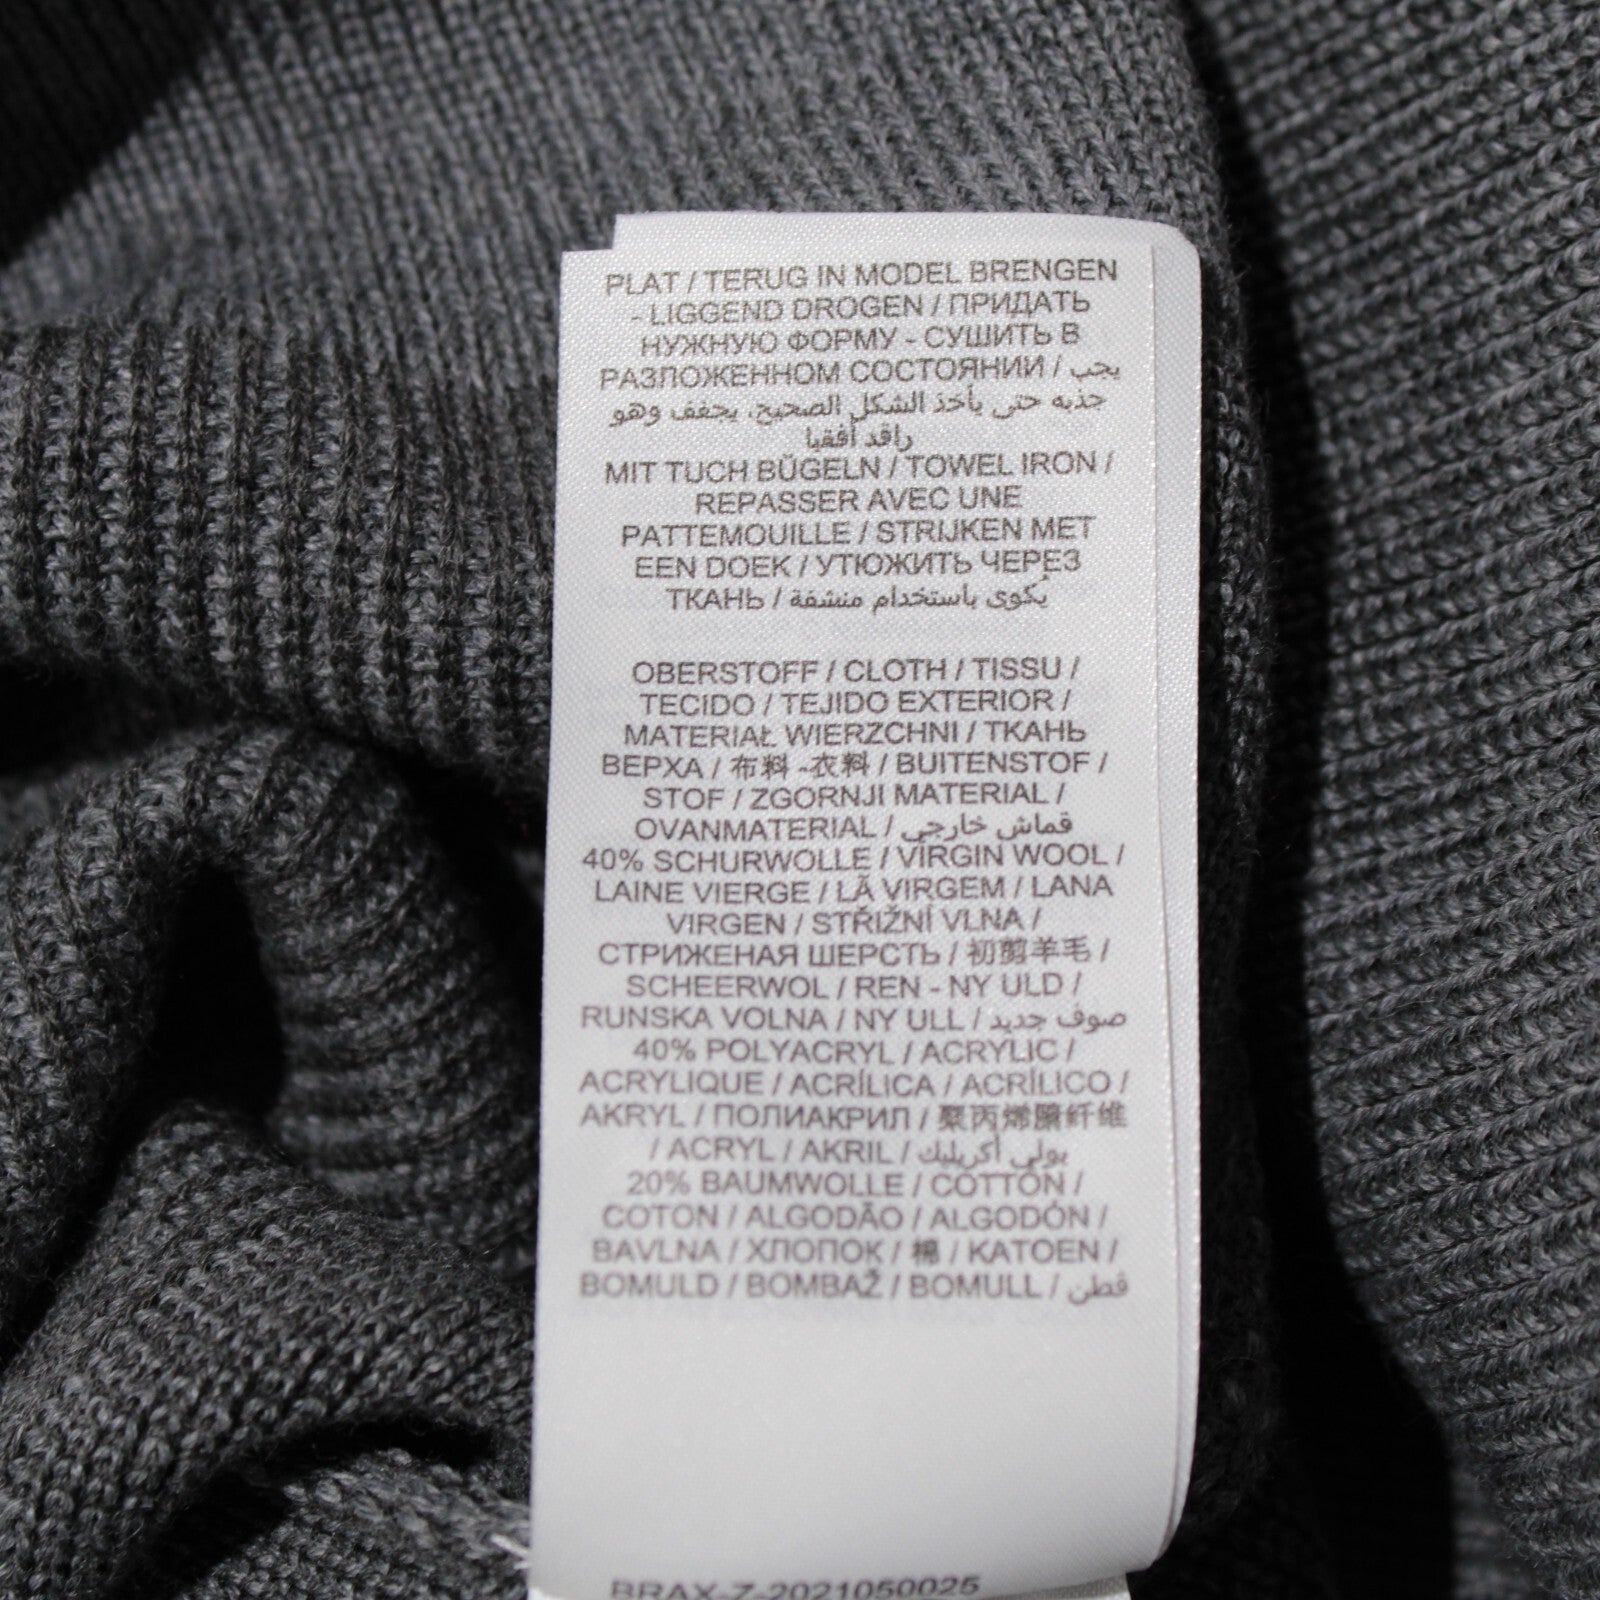 PLAT / TERUG IN MODEL BRENGEN
- LIGGEND DROGEN / ПРИДАТЬ
НУЖНУЮ ФОРМУ - СУШИТЬ В
РАЗЛОЖЕННОМ СОСТОЯНИИ / يجب
جذبه حتى يأخذ الشكل الصحيح، يجفف وهو
راقد أفقيا
MIT TUCH BÜGELN / TOWEL IRON /
REPASSER AVEC UNE
PATTEMOUILLE / STRIJKEN MET
EEN DOEK / УТЮЖИТЬ ЧЕРЕЗ
ТКАНЬ / يُكوى باستخدام منشفة
OBERSTOFF / CLOTH / TISSU /
TECIDO / TEJIDO EXTERIOR /
MATERIAŁ WIERZCHNI / ТКАНЬ
ВЕРХА / 布料 -衣料 / BUITENSTOF /
STOF / ZGORNJI MATERIAL /
OVANMATERIAL / قماش خارجي
40% SCHURWOLLE / VIRGIN WOOL /
LAINE VIERGE / LÃ VIRGEM / LANA
VIRGEN / STŘIŽNÍ VLNA /
СТРИЖЕНАЯ ШЕРСТЬ / 初剪羊毛 /
SCHEERWOL / REN - NY ULD /
RUNSKA VOLNA / NY ULL / صوف جديد
40% POLYACRYL / ACRYLIC /
ACRYLIQUE / ACRÍLICA / ACRÍLICO /
AKRYL / ПОЛИАКРИЛ / 聚丙烯腈纤维
/ ACRYL / AKRIL / بولي أكريليك
20% BAUMWOLLE / COTTON /
COTON / ALGODÃO / ALGODÓN /
BAVLNA / ХЛОПОК / 棉 / KATOEN /
BOMULD / BOMBAŽ / BOMULL / قطن
BRAX-Z-2021050025